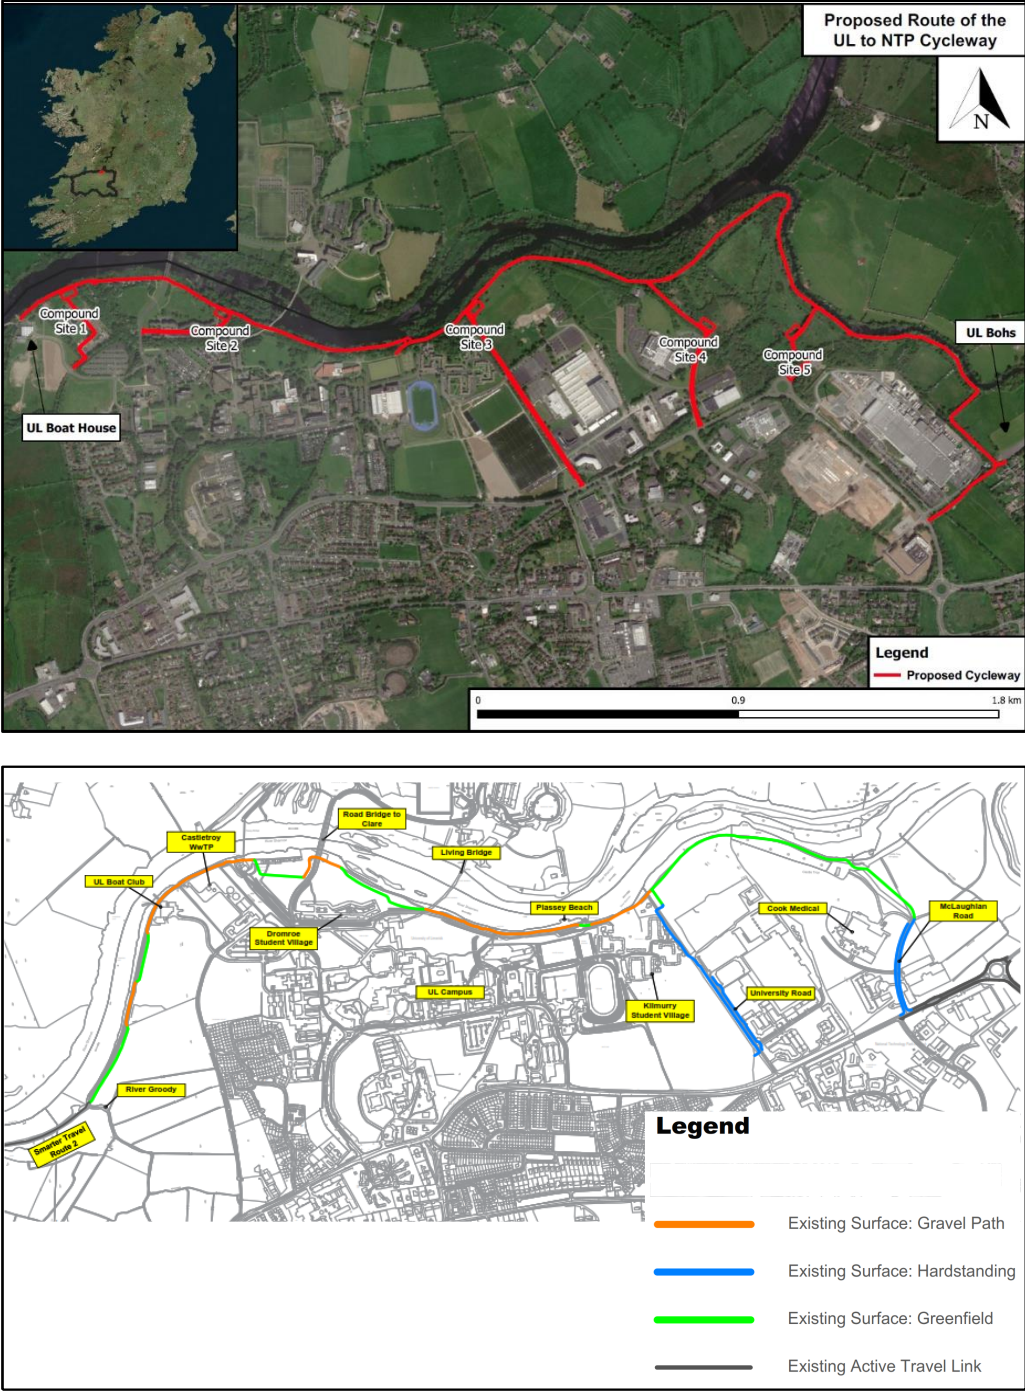 Proposed Route of the
UL to NTP Cycleway
N
Compound
Site 1
Compound
Site 2
Compound
Site 3
Compound
Site 4
Compound
Site 5
UL Bohs
UL Boat House
Legend
Proposed Cycleway
0
0.9
1.8 km
Road Bridge to
Clare
Castletroy
WwTP
Living Bridge
UL Boat Club
Plassey Beach
Cook Medical
McLaughlan
Road
Dromroe
Student Village
UL Campus
University Road
Kilmurry
Student Village
River Groody
Smarter Travel
Route 2
Legend
Existing Surface: Gravel Path
Existing Surface: Hardstanding
Existing Surface: Greenfield
Existing Active Travel Link